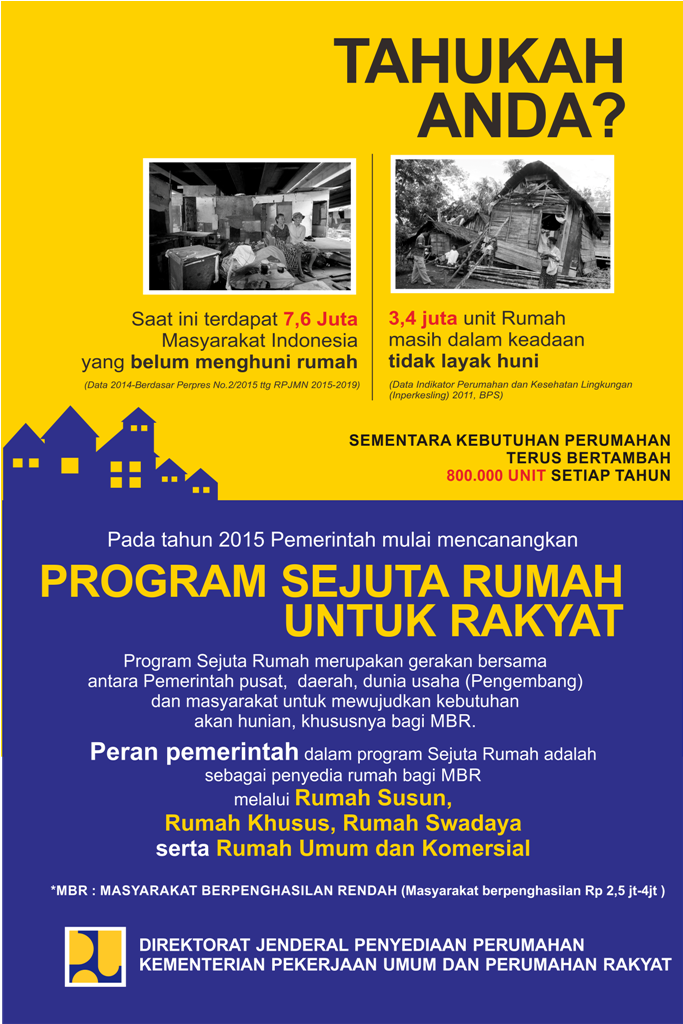 TAHUKAH
ANDA?
Saat ini terdapat 7,6 Juta
Masyarakat Indonesia
yang belum menghuni rumah
(Data 2014-Berdasar Perpres No.2/2015 ttg RPJMN 2015-2019)
3,4 juta unit Rumah
masih dalam keadaan
tidak layak huni
(Data Indikator Perumahan dan Kesehatan Lingkungan
(Inperkesling) 2011, BPS)
SEMENTARA KEBUTUHAN PERUMAHAN
TERUS BERTAMBAH
800.000 UNIT SETIAP TAHUN
Pada tahun 2015 Pemerintah mulai mencanangkan
PROGRAM SEJUTA RUMAH
UNTUK RAKYAT
Program Sejuta Rumah merupakan gerakan bersama
antara Pemerintah pusat, daerah, dunia usaha (Pengembang)
dan masyarakat untuk mewujudkan kebutuhan
akan hunian, khususnya bagi MBR.
Peran pemerintah dalam program Sejuta Rumah adalah
sebagai penyedia rumah bagi MBR
melalui Rumah Susun,
Rumah Khusus, Rumah Swadaya
serta Rumah Umum dan Komersial
*MBR : MASYARAKAT BERPENGHASILAN RENDAH (Masyarakat berpenghasilan Rp 2,5 jt-4jt )
DIREKTORAT JENDERAL PENYEDIAAN PERUMAHAN
KEMENTERIAN PEKERJAAN UMUM DAN PERUMAHAN RAKYAT